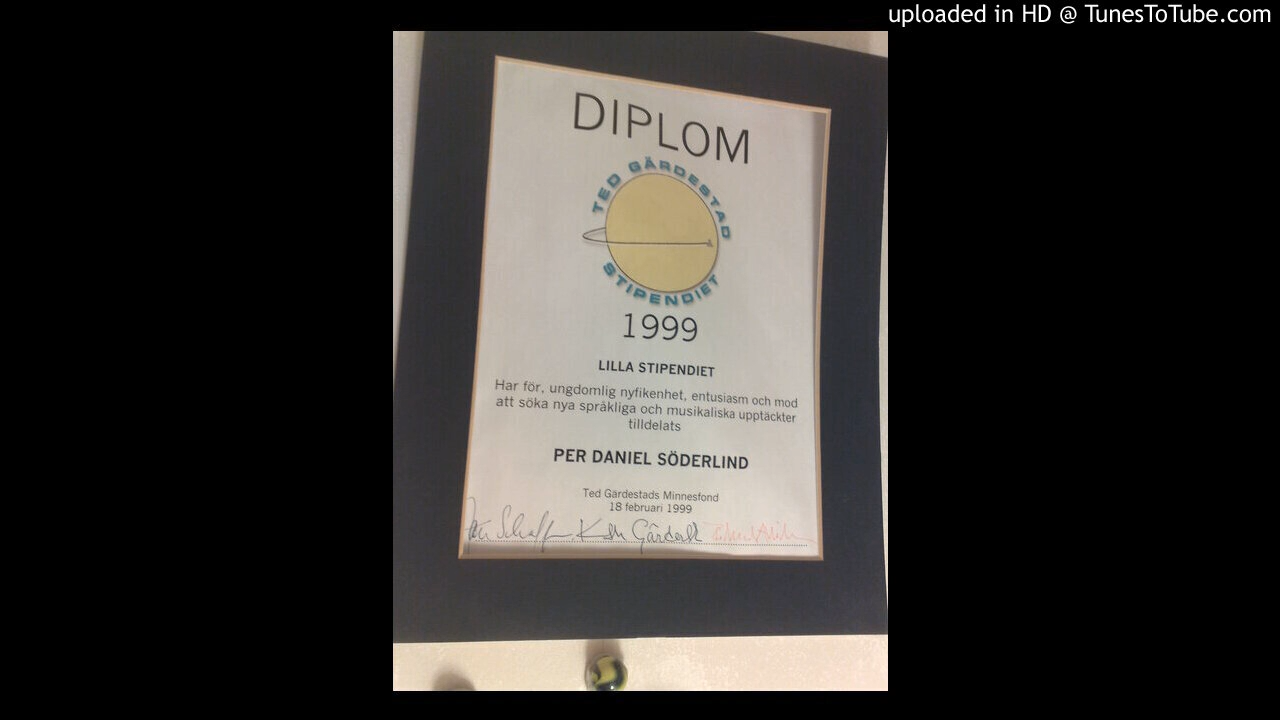 uploaded in HD @ TunesToTube.com
DIPLOM
TED GÄRDESTAD
STIPENDIET
1999
LILLA STIPENDIET
Har för, ungdomlig nyfikenhet, entusiasm och mod
att söka nya språkliga och musikaliska upptäckter
tilldelats
PER DANIEL SÖDERLIND
Ted Gärdestads Minnesfond
18 februari 1999